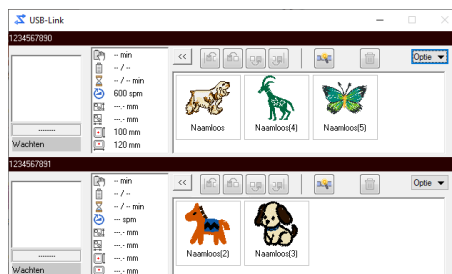 USB-Link
1234567890
-- min
-- / --
-- / -- min
600 spm
---.- mm
---.- mm
100 mm
120 mm
<<
Optie
Naamloos
Naamloos(4)
Naamloos(5)
--------
Wachten
1234567891
-- min
-- / --
-- / -- min
--- spm
---.- mm
---.- mm
---.- mm
---.- mm
<<
Optie
Naamloos(2)
Naamloos(3)
--------
Wachten